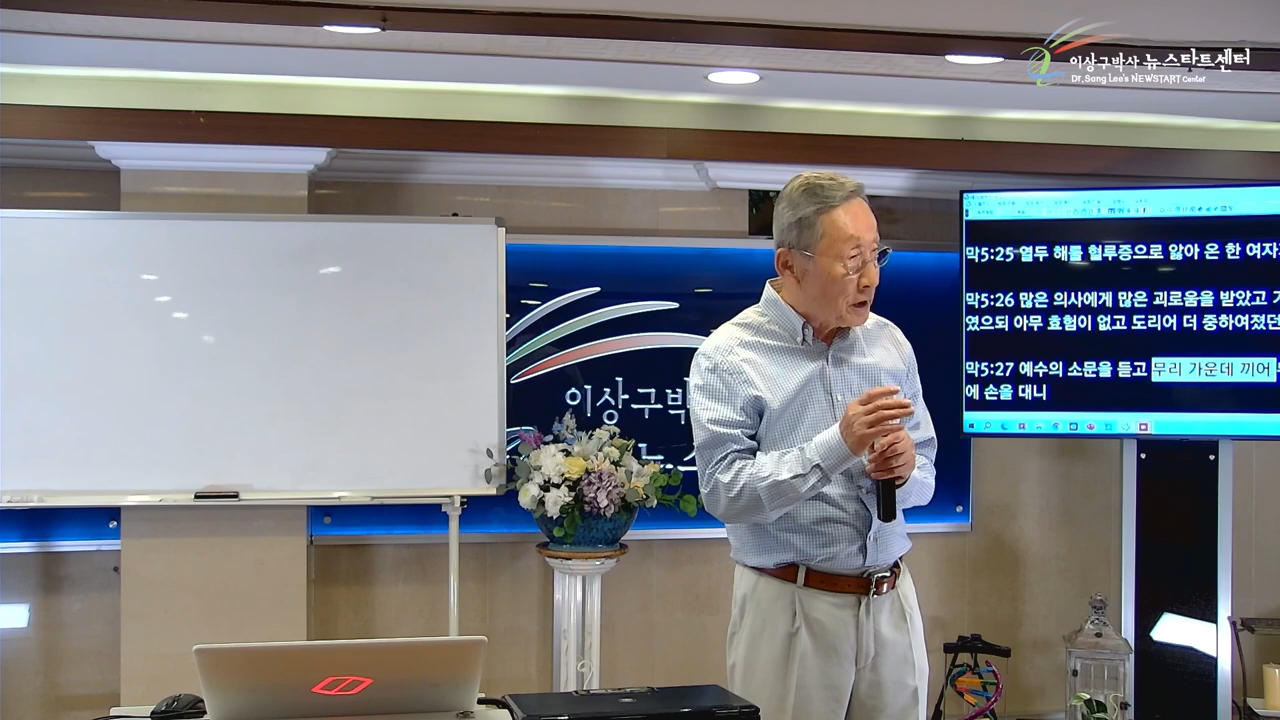 이상구박사 뉴스타트센터
Dr. Sang Lee's NEWSTART Center
막5:25 열두 해를 혈루증으로 앓아 온 한 여자
막5:26 많은 의사에게 많은 괴로움을 받았고
였으되 아무 효험이 없고 도리어 더 중하여졌던
막5:27 예수의 소문을 듣고 무리 가운데 끼어
에 손을 대니
이상구박
뉴스